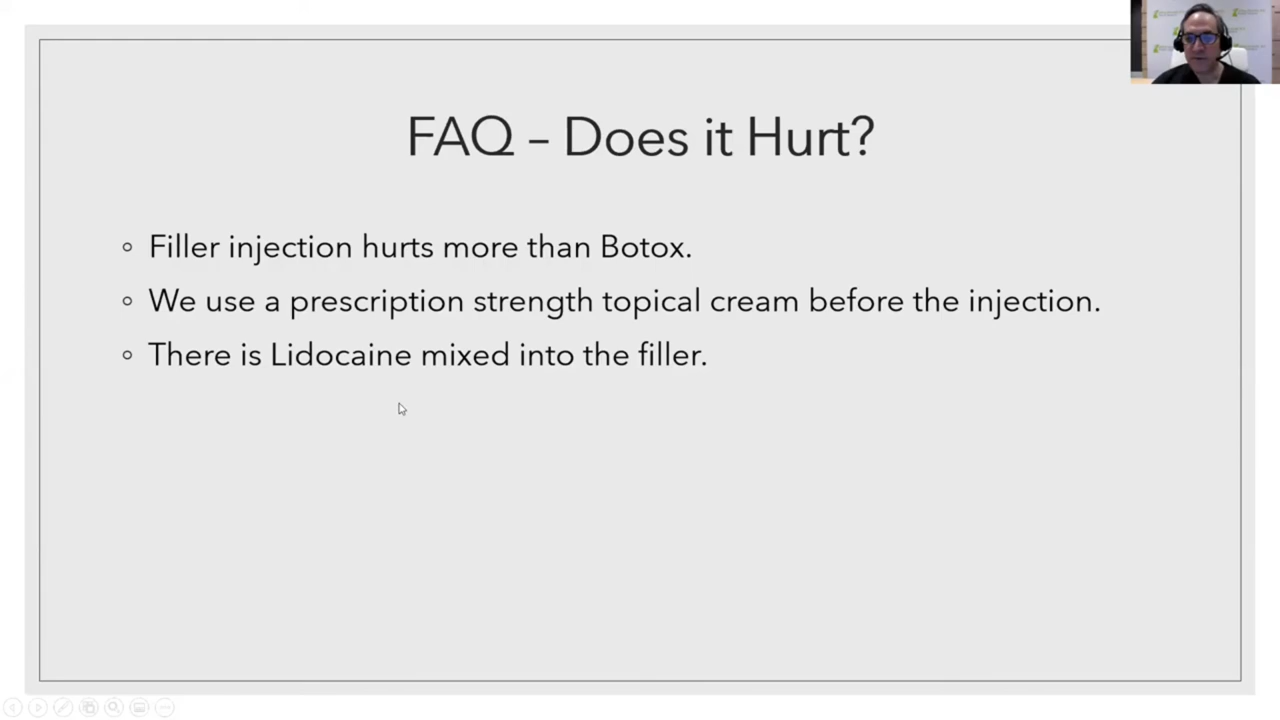 FAQ – Does it Hurt?
Filler injection hurts more than Botox.
We use a prescription strength topical cream before the injection.
There is Lidocaine mixed into the filler.